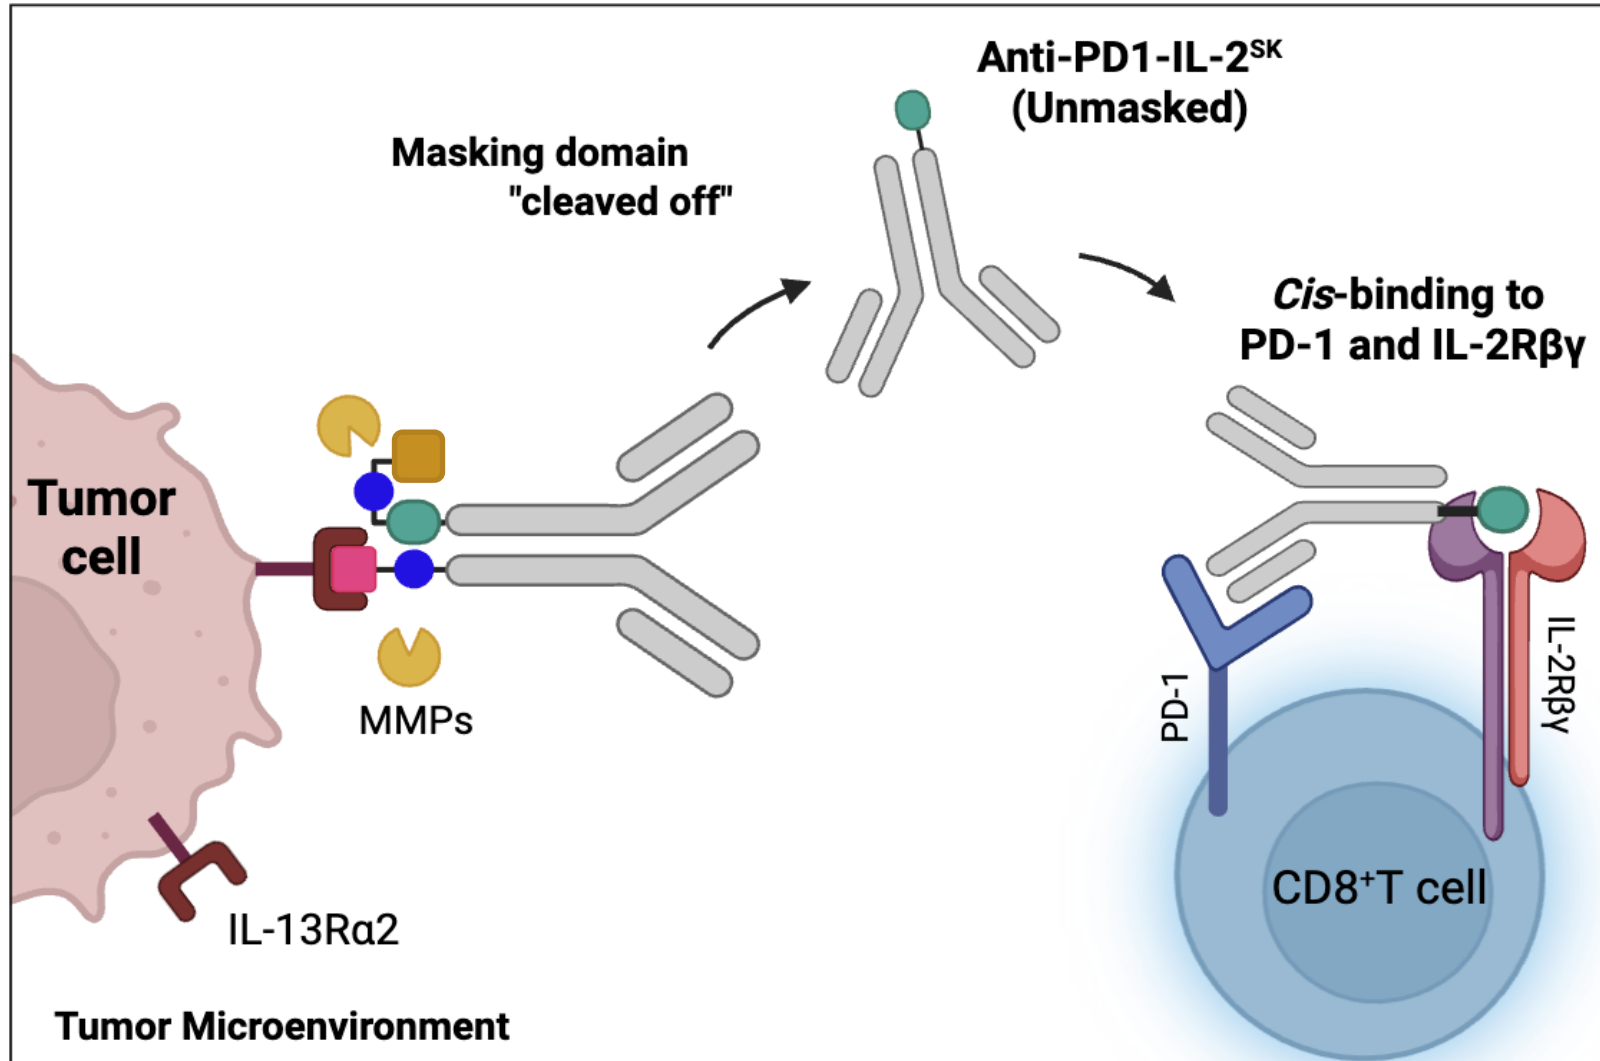 Anti-PD1-IL-2ˢᴷ
(Unmasked)
Masking domain
"cleaved off"
Cis-binding to
PD-1 and IL-2Rβγ
Tumor
cell
MMPs
IL-13Rα2
PD-1
IL-2Rβγ
CD8⁺T cell
Tumor Microenvironment